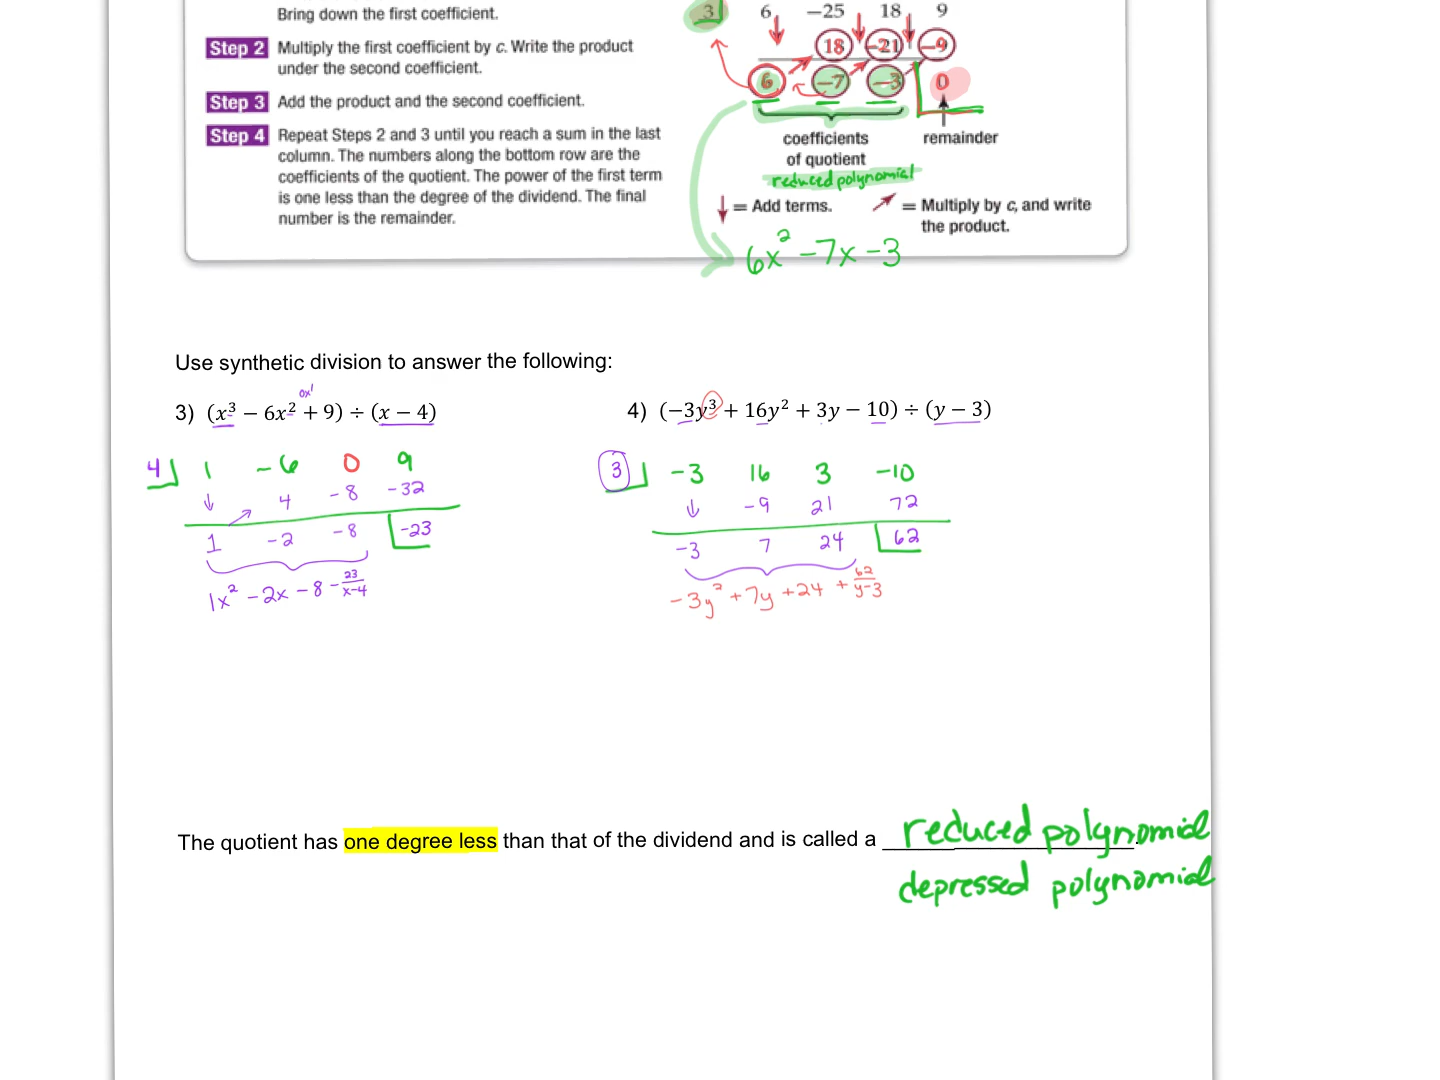 Bring down the first coefficient.
Step 2 Multiply the first coefficient by c. Write the product
under the second coefficient.
Step 3 Add the product and the second coefficient.
Step 4 Repeat Steps 2 and 3 until you reach a sum in the last
column. The numbers along the bottom row are the
coefficients of the quotient. The power of the first term
is one less than the degree of the dividend. The final
number is the remainder.
3 6 −25 18 9
18 −21 −9
6 −7 −3 0
coefficients remainder
of quotient
reduced polynomial
= Add terms. = Multiply by c, and write
the product.
6x² −7x −3
Use synthetic division to answer the following:
0x¹
3) (x³ − 6x² + 9) ÷ (x − 4)
4 1 −6 0 9
4 −8 −32
1 −2 −8 −23
1x² −2x −8 −23/x−4
4) (−3y³ + 16y² + 3y − 10) ÷ (y − 3)
3 −3 16 3 −10
−9 21 72
−3 7 24 62
−3y² +7y +24 + 62/y−3
The quotient has one degree less than that of the dividend and is called a reduced polynomial.
depressed polynomial